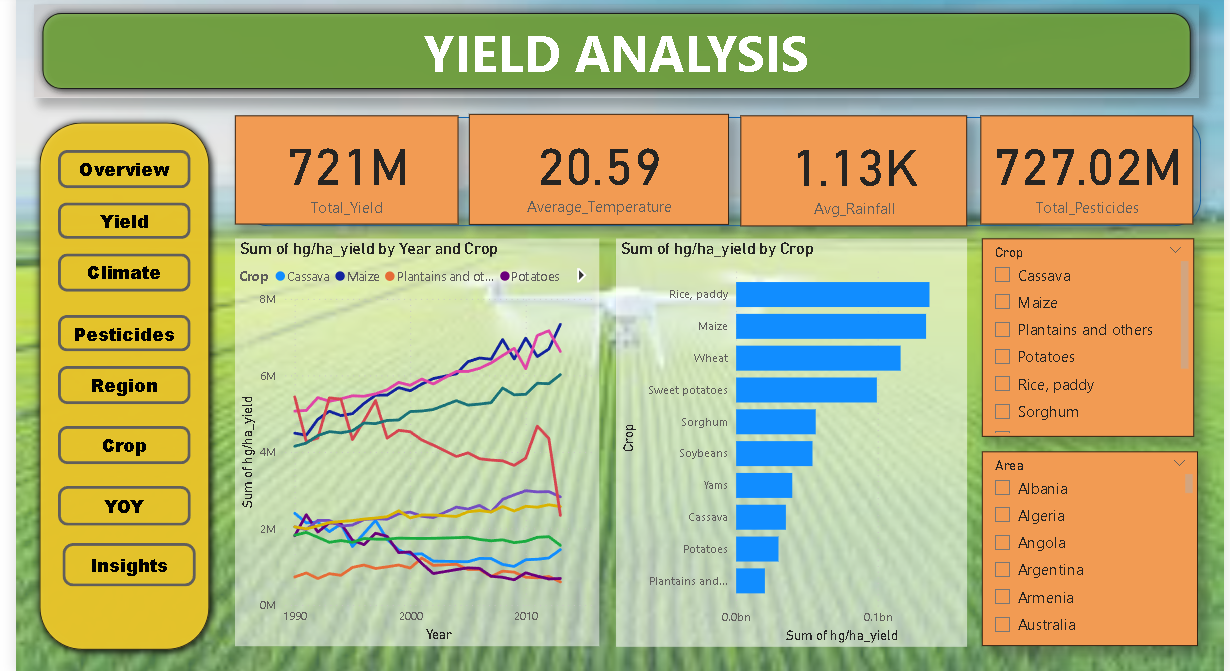 YIELD ANALYSIS
Overview
Yield
Climate
Pesticides
Region
Crop
YOY
Insights
721M
Total_Yield
20.59
Average_Temperature
1.13K
Avg_Rainfall
727.02M
Total_Pesticides
Sum of hg/ha_yield by Year and Crop
Crop Cassava Maize Plantains and ot... Potatoes
8M
6M
4M
2M
0M
Sum of hg/ha_yield
1990 2000 2010
Year
Sum of hg/ha_yield by Crop
Crop
Rice, paddy
Maize
Wheat
Sweet potatoes
Sorghum
Soybeans
Yams
Cassava
Potatoes
Plantains and...
0.0bn 0.1bn
Sum of hg/ha_yield
Crop
Cassava
Maize
Plantains and others
Potatoes
Rice, paddy
Sorghum
Area
Albania
Algeria
Angola
Argentina
Armenia
Australia